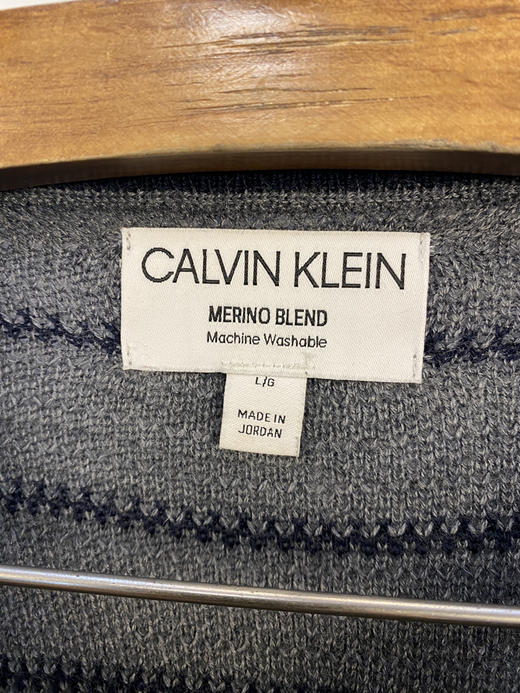 CALVIN KLEIN
MERINO BLEND
Machine Washable
L/G
MADE IN
JORDAN